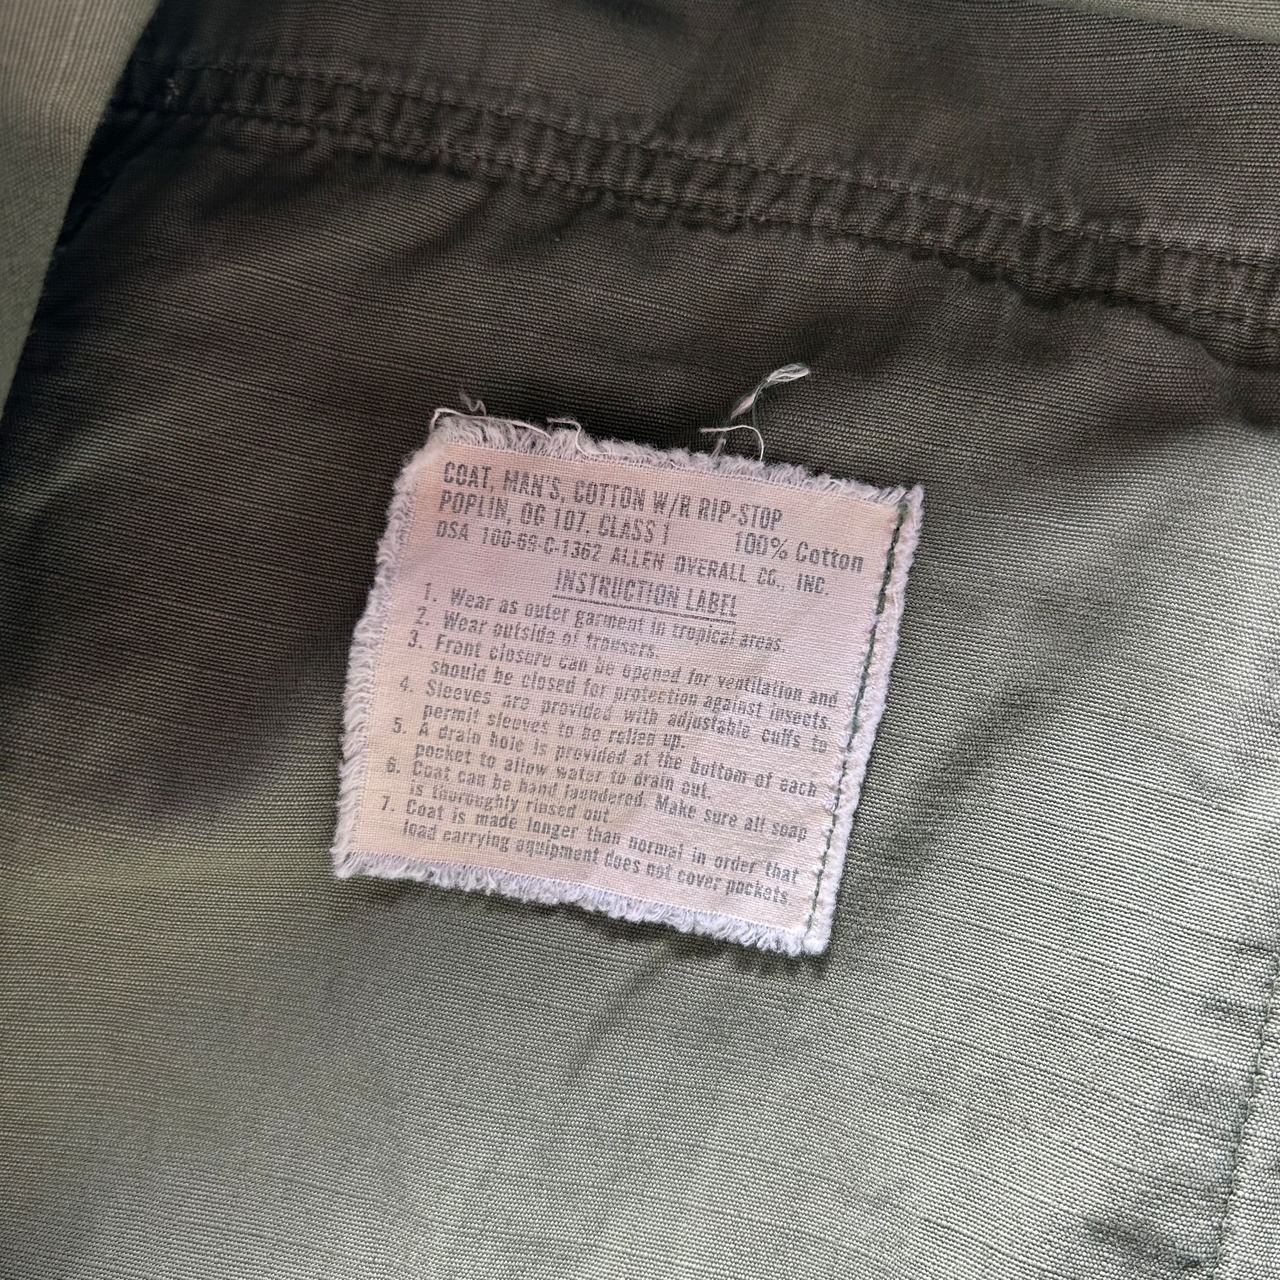 COAT, MAN'S, COTTON W/R RIP-STOP
POPLIN, OG 107, CLASS 1 100% Cotton
DSA 100-69-C-1362 ALLEN OVERALL CO., INC.
INSTRUCTION LABEL
1. Wear as outer garment in tropical areas.
2. Wear outside of trousers.
3. Front closure can be opened for ventilation and
should be closed for protection against insects.
4. Sleeves are provided with adjustable cuffs to
permit sleeves to be rolled up.
5. A drain hole is provided at the bottom of each
pocket to allow water to drain out.
6. Coat can be hand laundered. Make sure all soap
is thoroughly rinsed out
7. Coat is made longer than normal in order that
load carrying equipment does not cover pockets.